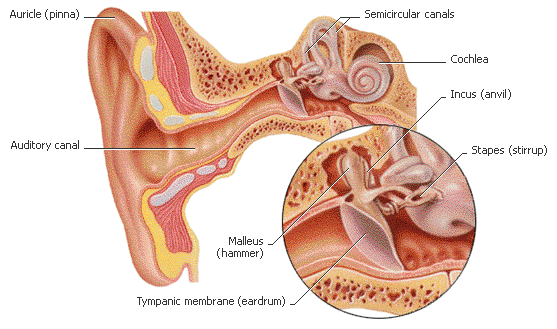 Auricle (pinna)
Semicircular canals
Cochlea
Incus (anvil)
Auditory canal
Stapes (stirrup)
Malleus
(hammer)
Tympanic membrane (eardrum)